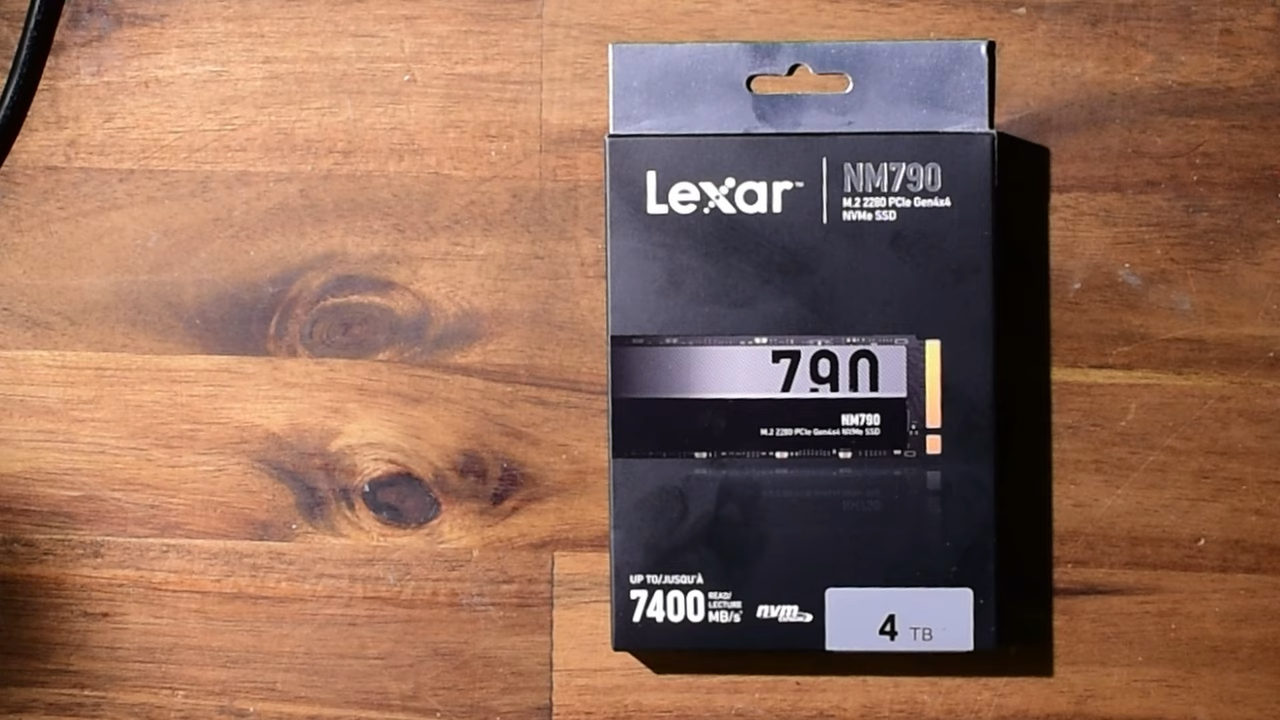 Lexar™
NM790
M.2 2280 PCIe Gen4x4
NVMe SSD
790
NM790
M.2 2280 PCIe Gen4x4 NVMe SSD
UP TO/JUSQU'À
7400 READ/
LECTURE
MB/s*
nvm
4 TB